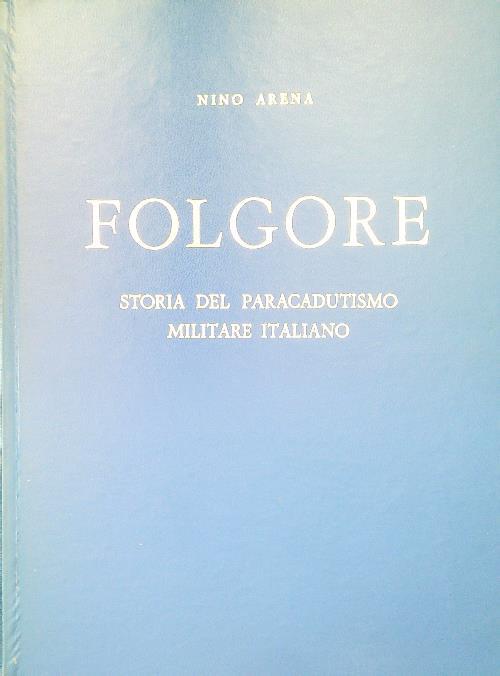 NINO ARENA
FOLGORE
STORIA DEL PARACADUTISMO
MILITARE ITALIANO